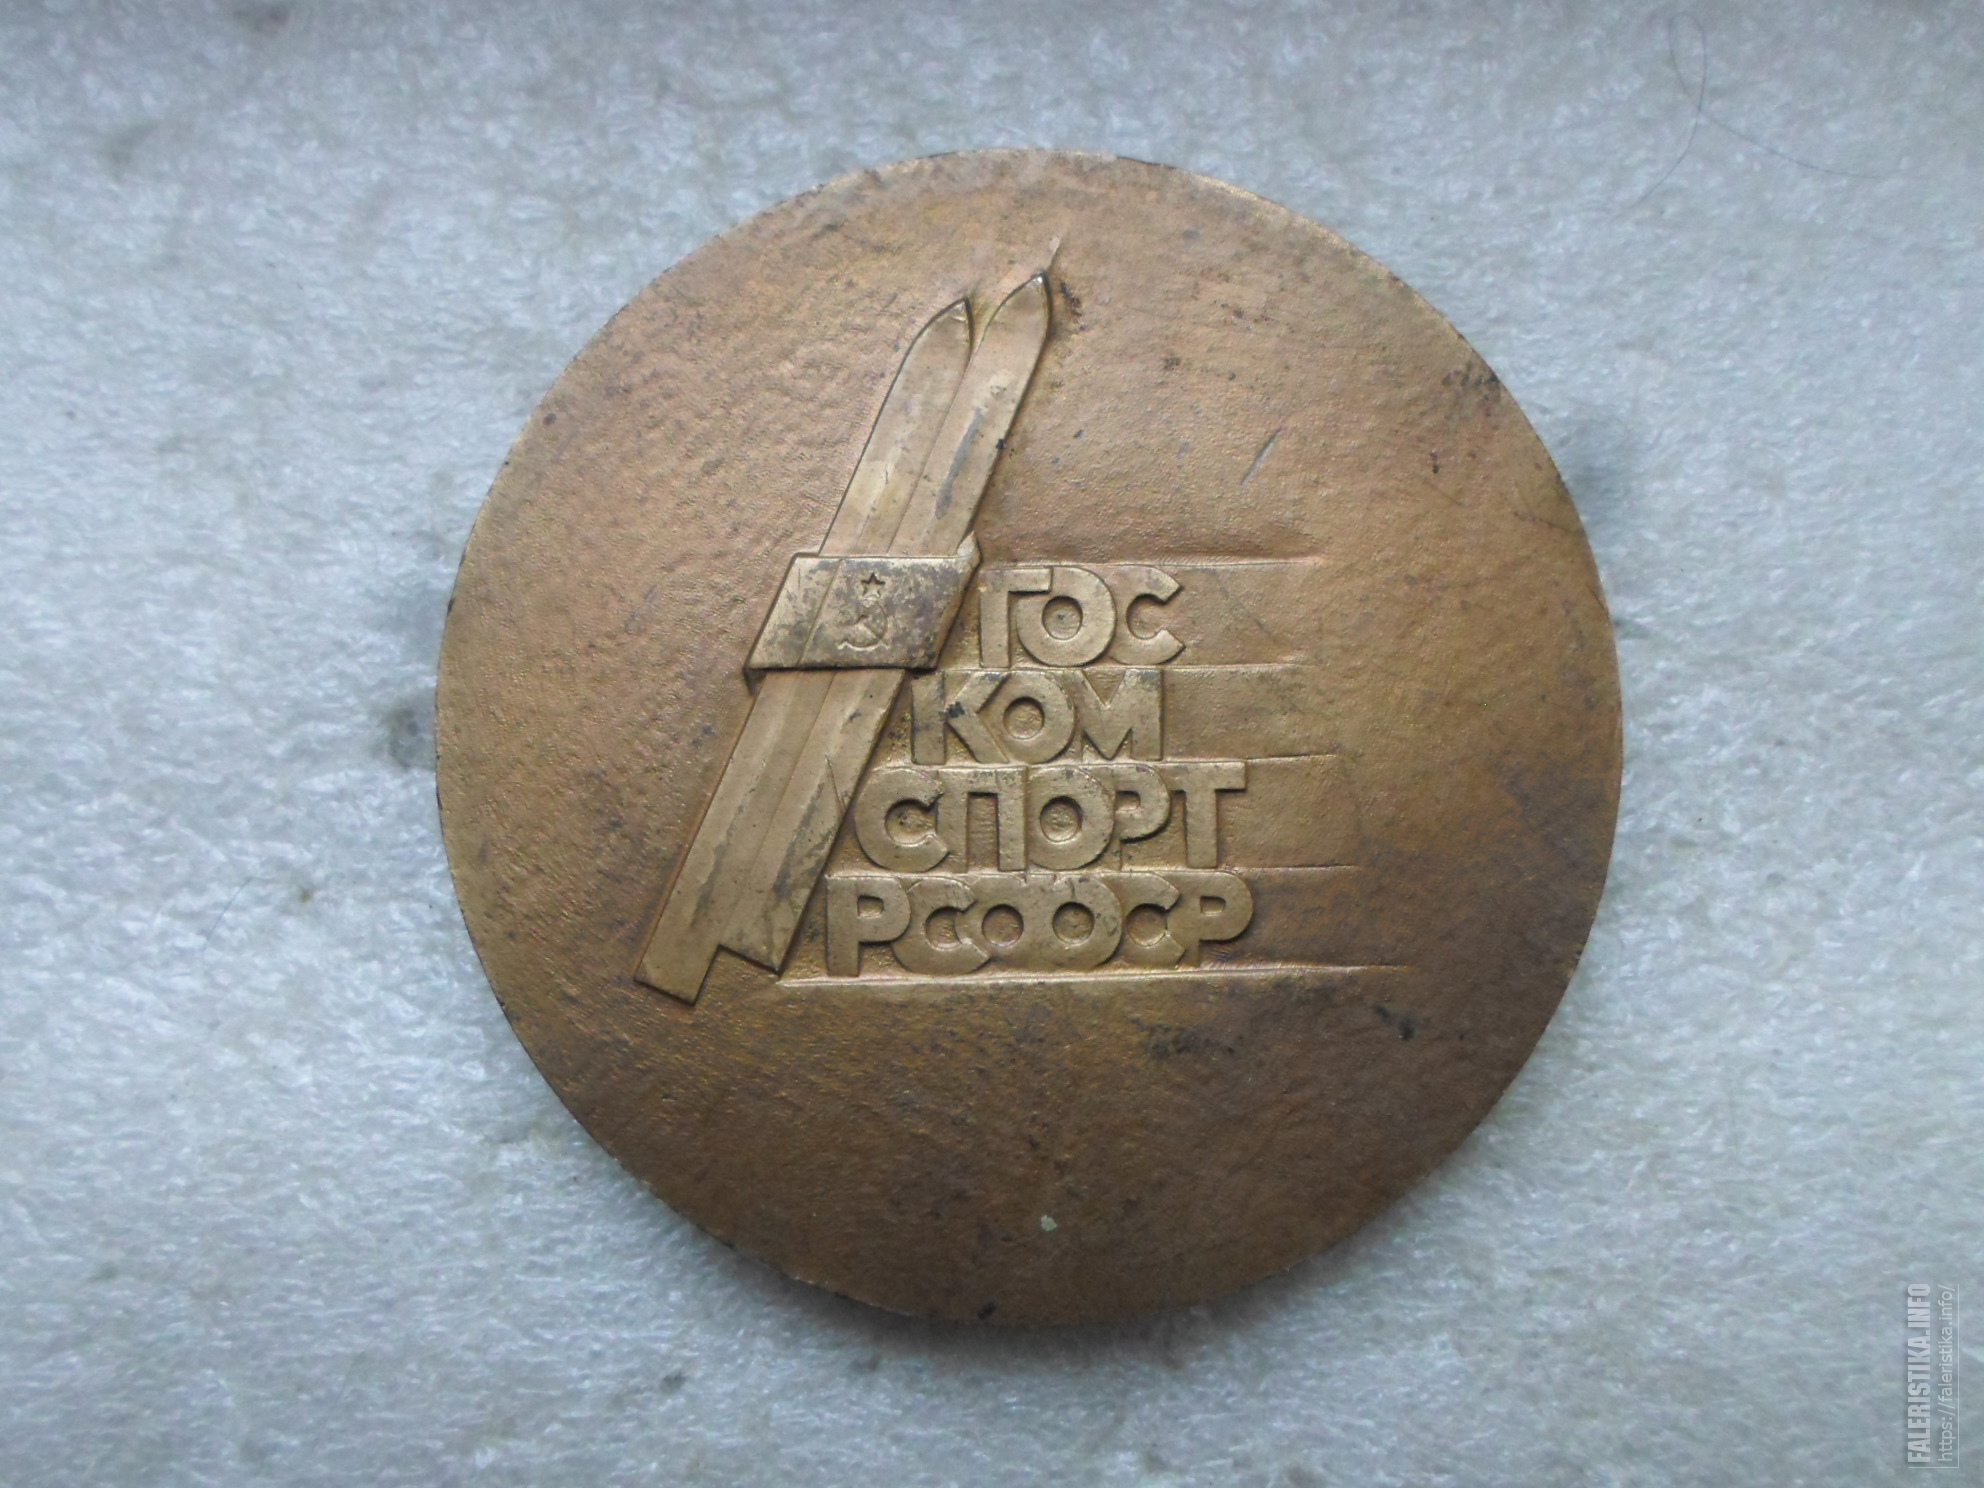 ГОС
КОМ
СПОРТ
РСФСР
FALERISTIKA.INFO
https://faleristika.info/